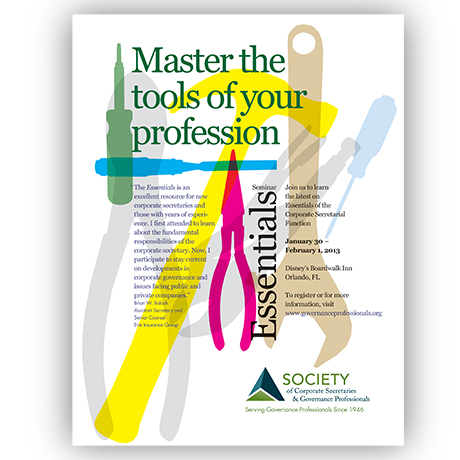 Master the
tools of your
profession
“The Essentials is an
excellent resource for new
corporate secretaries and
those with years of experi-
ence. I first attended to learn
about the fundamental
responsibilities of the
corporate secretary. Now, I
participate to stay current
on developments in
corporate governance and
issues facing public and
private companies.”
Brian W. Bolash
Assistant Secretary and
Senior Counsel
Erie Insurance Group
Seminar
Essentials
Join us to learn
the latest on
Essentials of the
Corporate Secretarial
Function
January 30 –
February 1, 2013
Disney's Boardwalk Inn
Orlando, FL
To register or for more
information, visit
www.governanceprofessionals.org
SOCIETY
of Corporate Secretaries
& Governance Professionals
Serving Governance Professionals Since 1946